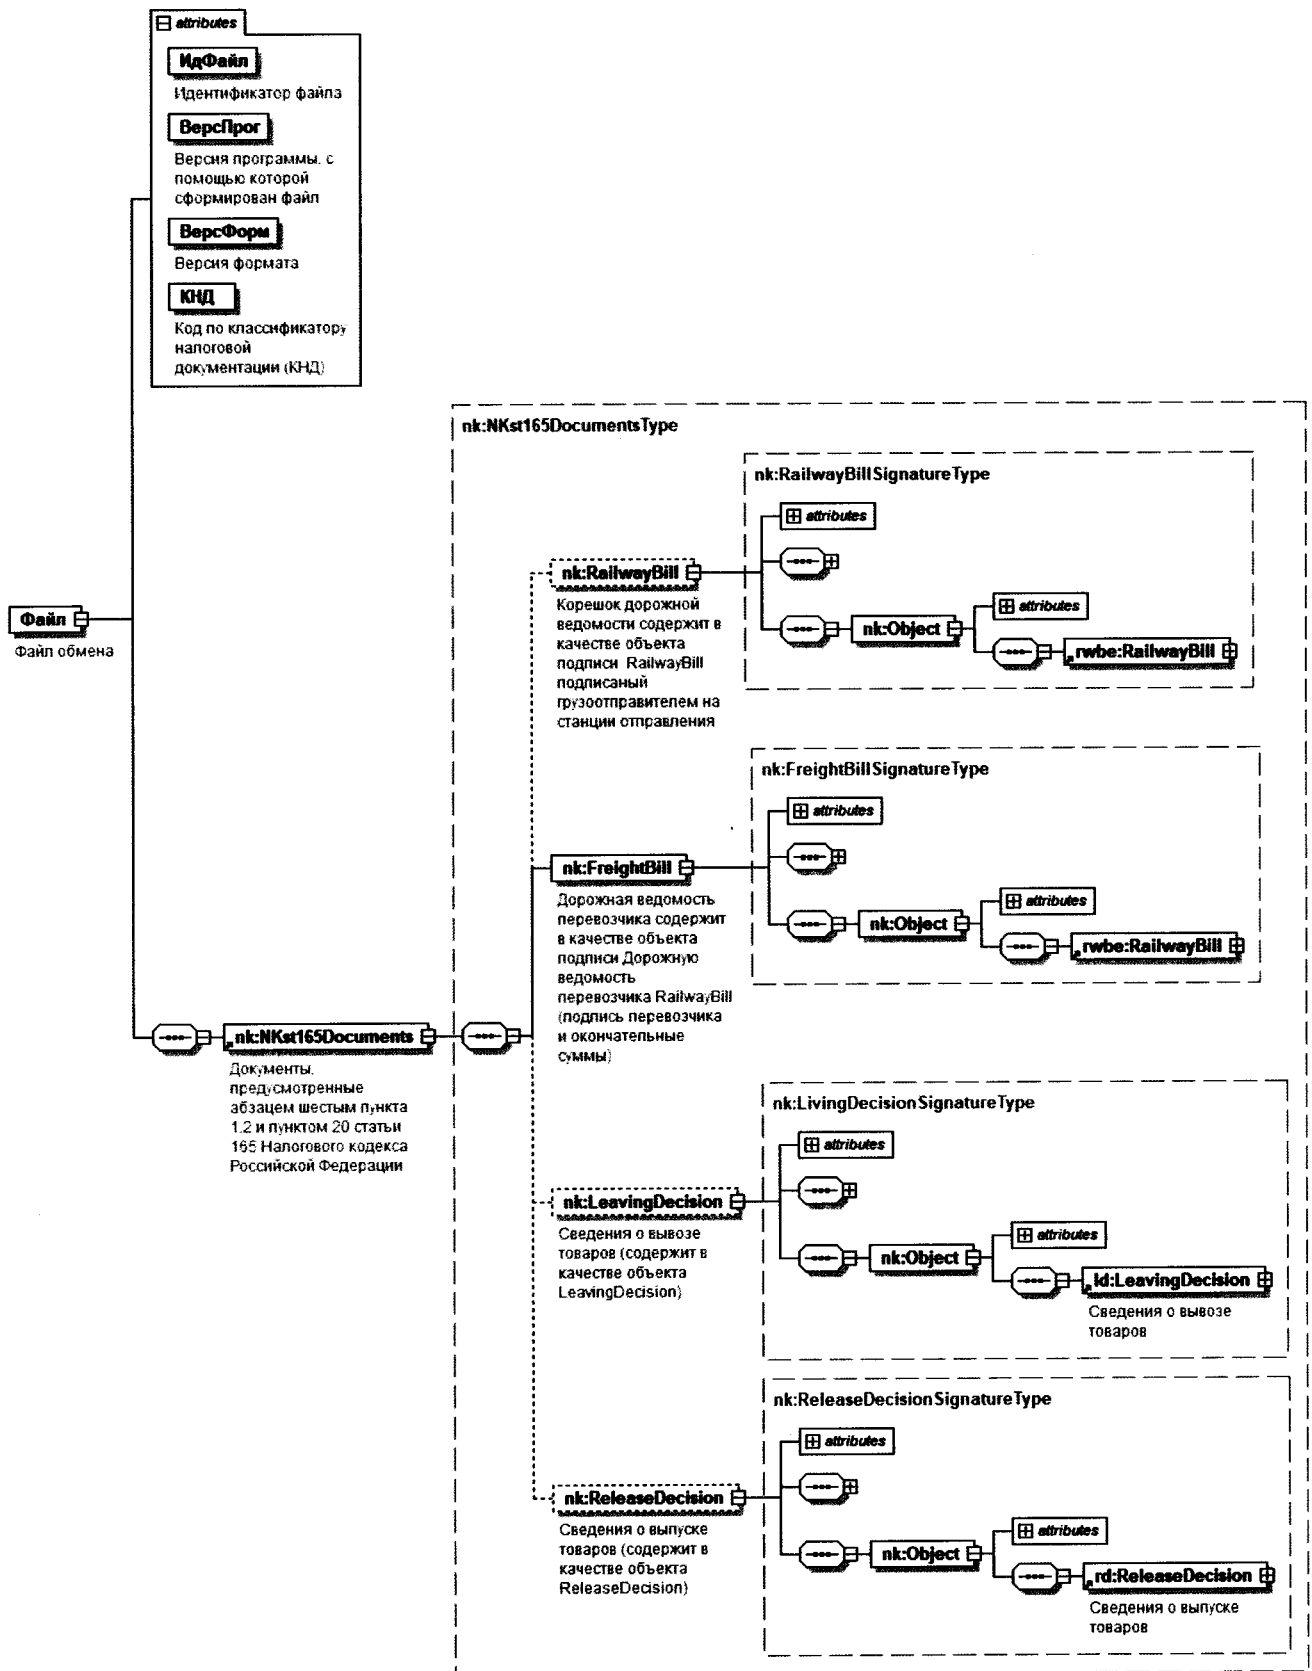 attributes
ИдФайл
Идентификатор файла
ВерсПрог
Версия программы, с
помощью которой
сформирован файл
ВерсФорм
Версия формата
КНД
Код по классификатору
налоговой
документации (КНД)
Файл
Файл обмена
nk:NKst165Documents
Документы,
предусмотренные
абзацем шестым пункта
1.2 и пунктом 20 статьи
165 Налогового кодекса
Российской Федерации
nk:NKst165DocumentsType
nk:RailwayBill
Корешок дорожной
ведомости содержит в
качестве объекта
подписи RailwayBill
подписаный
грузоотправителем на
станции отправления
nk:RailwayBillSignatureType
attributes
nk:Object
attributes
rwbe:RailwayBill
nk:FreightBill
Дорожная ведомость
перевозчика содержит
в качестве объекта
подписи Дорожную
ведомость
перевозчика RailwayBill
(подпись перевозчика
и окончательные
суммы)
nk:FreightBillSignatureType
attributes
nk:Object
attributes
rwbe:RailwayBill
nk:LeavingDecision
Сведения о вывозе
товаров (содержит в
качестве объекта
LeavingDecision)
nk:LivingDecisionSignatureType
attributes
nk:Object
attributes
ld:LeavingDecision
Сведения о вывозе
товаров
nk:ReleaseDecision
Сведения о выпуске
товаров (содержит в
качестве объекта
ReleaseDecision)
nk:ReleaseDecisionSignatureType
attributes
nk:Object
attributes
rd:ReleaseDecision
Сведения о выпуске
товаров